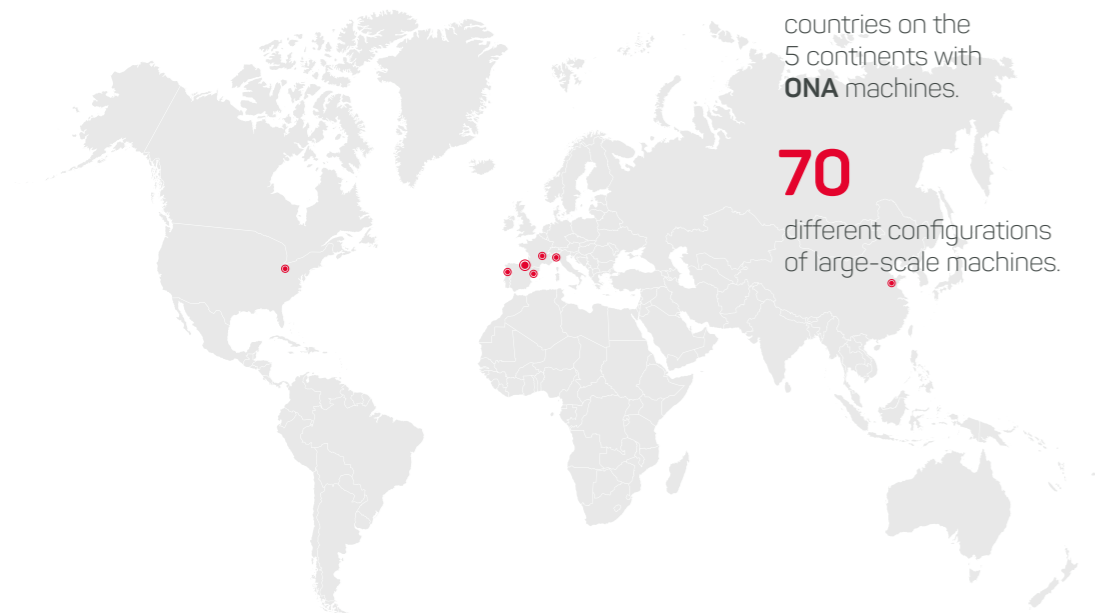 countries on the
5 continents with
ONA machines.
70
different configurations
of large-scale machines.